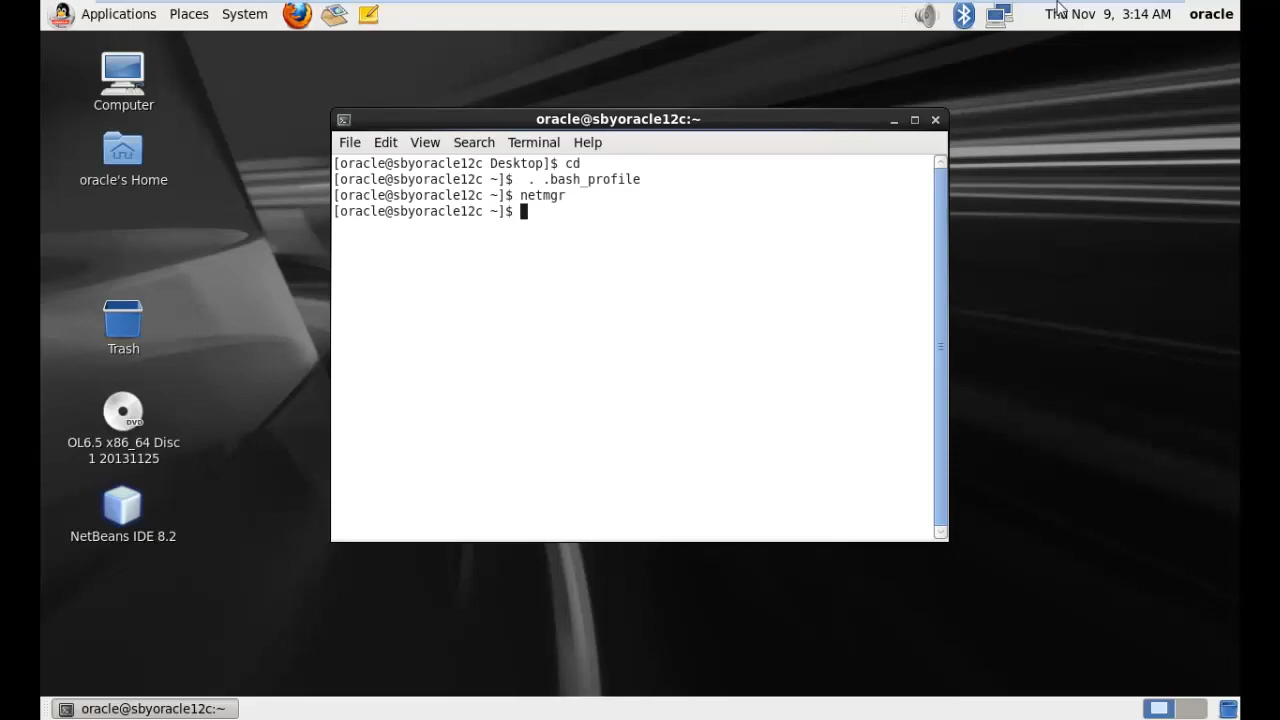 Applications Places System
Thu Nov 9, 3:14 AM oracle
Computer
oracle's Home
Trash
DVD
OL6.5 x86_64 Disc
1 20131125
NetBeans IDE 8.2
oracle@sbyoracle12c:~
File Edit View Search Terminal Help
[oracle@sbyoracle12c Desktop]$ cd
[oracle@sbyoracle12c ~]$  . .bash_profile
[oracle@sbyoracle12c ~]$ netmgr
[oracle@sbyoracle12c ~]$
oracle@sbyoracle12c:~